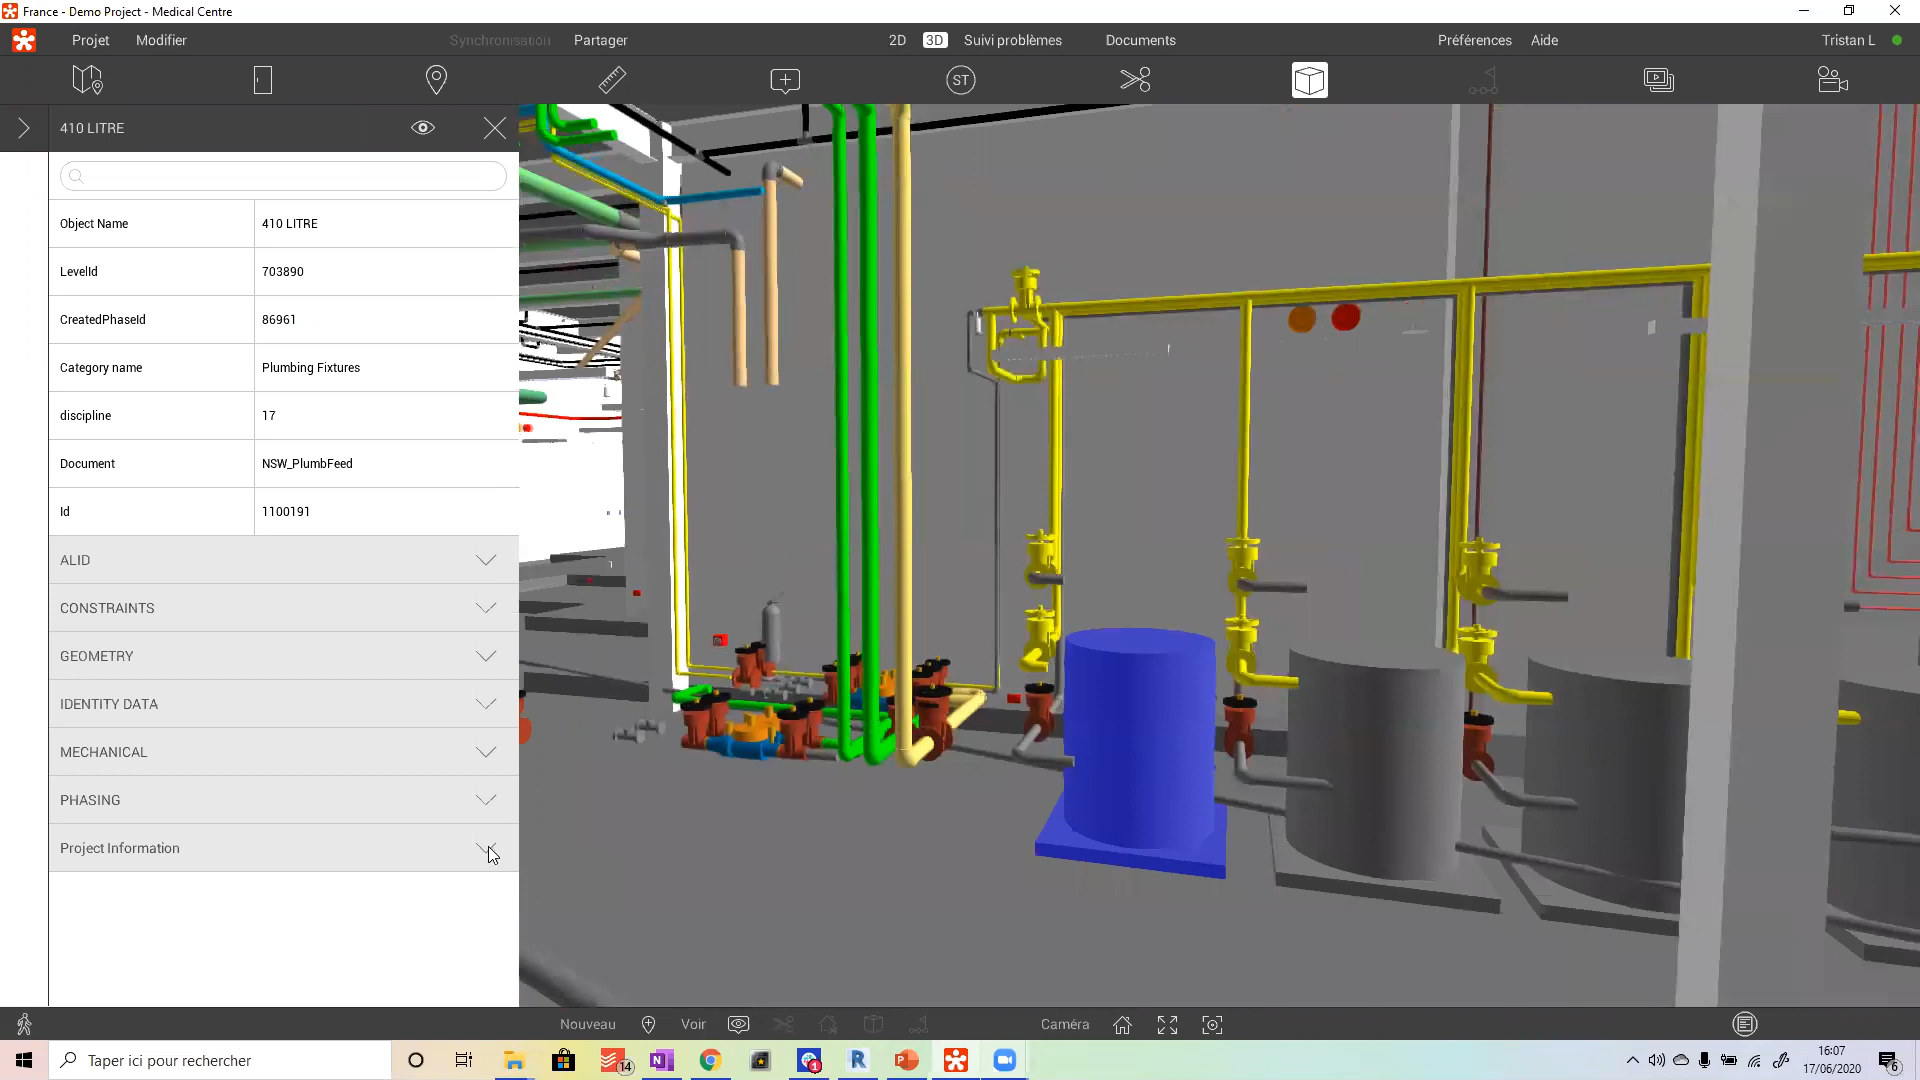 France - Demo Project - Medical Centre
Projet
Modifier
Synchronisation
Partager
2D
3D
Suivi problèmes
Documents
Préférences
Aide
Tristan L
ST
410 LITRE
Object Name
410 LITRE
LevelId
703890
CreatedPhaseId
86961
Category name
Plumbing Fixtures
discipline
17
Document
NSW_PlumbFeed
Id
1100191
ALID
CONSTRAINTS
GEOMETRY
IDENTITY DATA
MECHANICAL
PHASING
Project Information
Nouveau
Voir
Caméra
Taper ici pour rechercher
14
N
1
R
P
16:07
17/06/2020
6